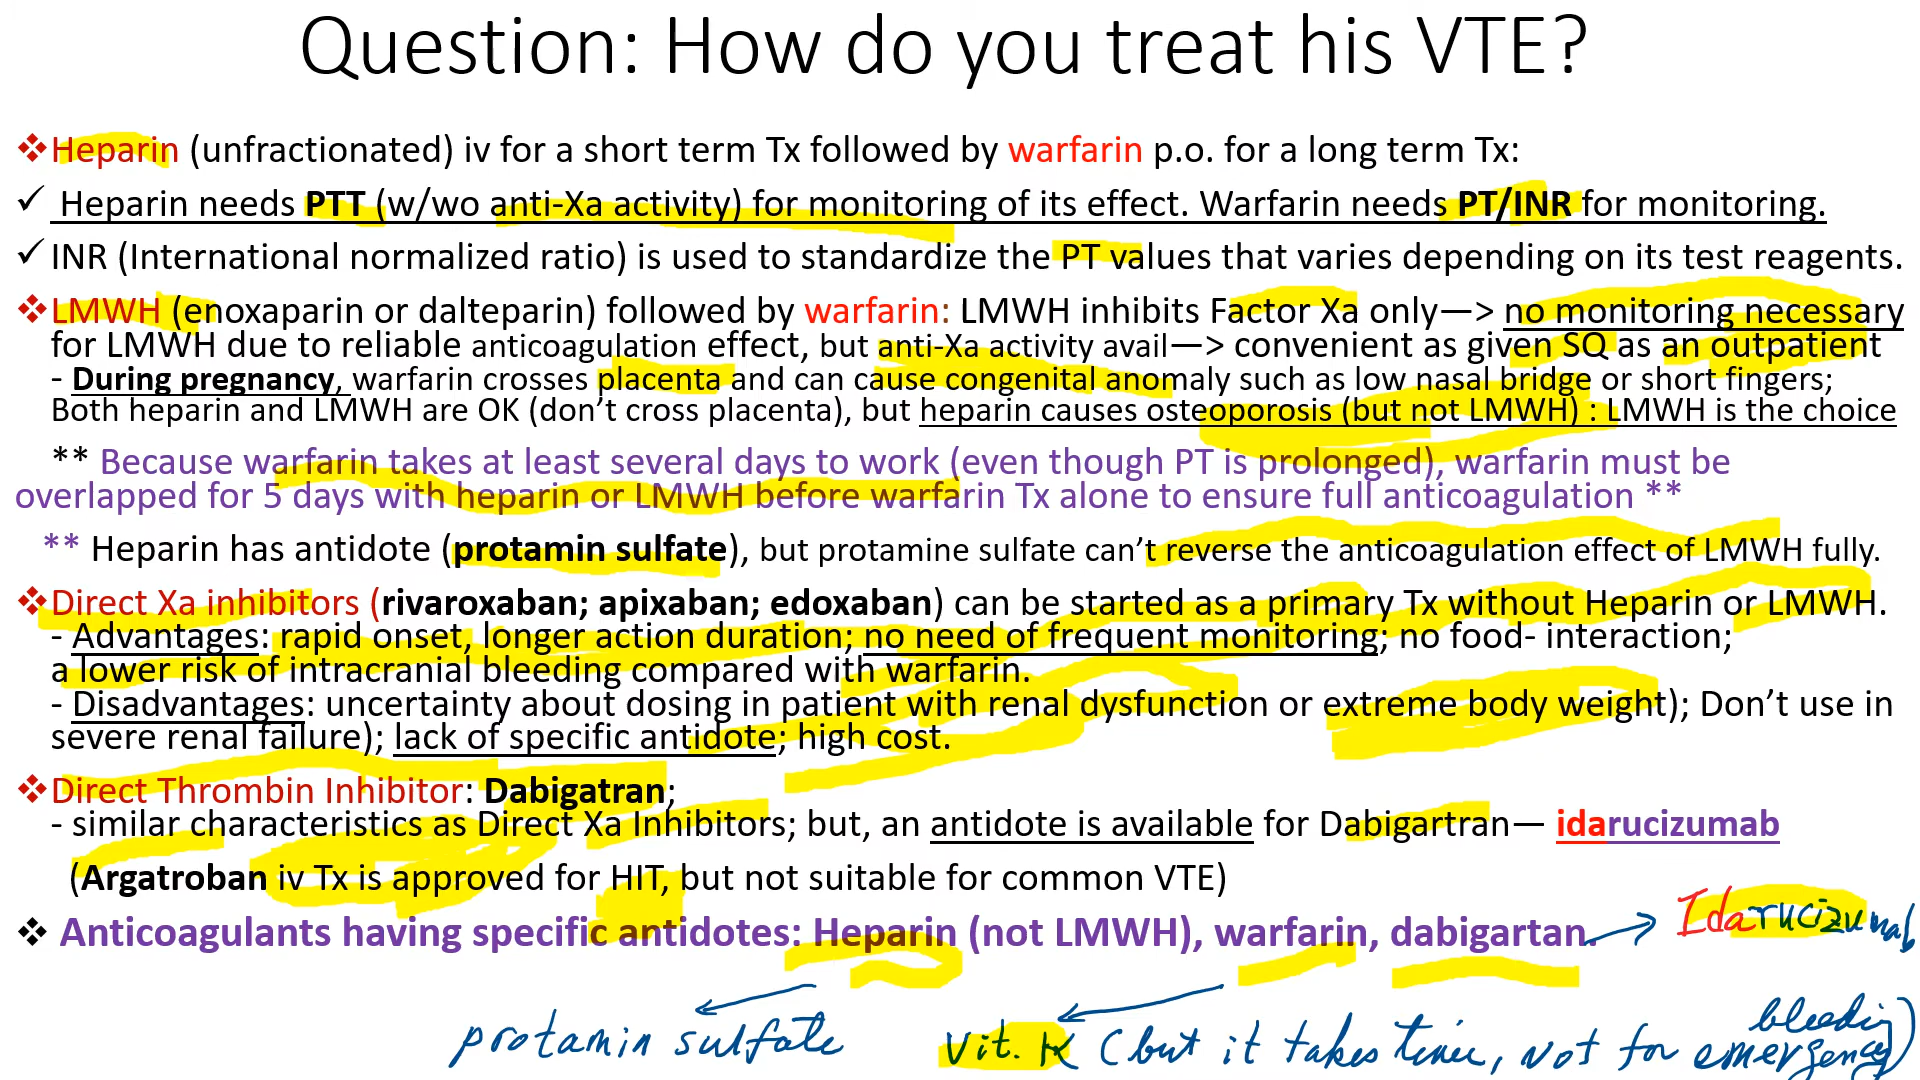 Question: How do you treat his VTE?
❖Heparin (unfractionated) iv for a short term Tx followed by warfarin p.o. for a long term Tx:
✓ Heparin needs PTT (w/wo anti-Xa activity) for monitoring of its effect. Warfarin needs PT/INR for monitoring.
✓ INR (International normalized ratio) is used to standardize the PT values that varies depending on its test reagents.
❖LMWH (enoxaparin or dalteparin) followed by warfarin: LMWH inhibits Factor Xa only—> no monitoring necessary
for LMWH due to reliable anticoagulation effect, but anti-Xa activity avail—> convenient as given SQ as an outpatient
- During pregnancy, warfarin crosses placenta and can cause congenital anomaly such as low nasal bridge or short fingers;
Both heparin and LMWH are OK (don't cross placenta), but heparin causes osteoporosis (but not LMWH) : LMWH is the choice
** Because warfarin takes at least several days to work (even though PT is prolonged), warfarin must be
overlapped for 5 days with heparin or LMWH before warfarin Tx alone to ensure full anticoagulation **
** Heparin has antidote (protamin sulfate), but protamine sulfate can't reverse the anticoagulation effect of LMWH fully.
❖Direct Xa inhibitors (rivaroxaban; apixaban; edoxaban) can be started as a primary Tx without Heparin or LMWH.
- Advantages: rapid onset, longer action duration; no need of frequent monitoring; no food- interaction;
a lower risk of intracranial bleeding compared with warfarin.
- Disadvantages: uncertainty about dosing in patient with renal dysfunction or extreme body weight); Don't use in
severe renal failure); lack of specific antidote; high cost.
❖Direct Thrombin Inhibitor: Dabigatran;
- similar characteristics as Direct Xa Inhibitors; but, an antidote is available for Dabigartran— idarucizumab
(Argatroban iv Tx is approved for HIT, but not suitable for common VTE)
❖ Anticoagulants having specific antidotes: Heparin (not LMWH), warfarin, dabigartan.
Idarucizumab
protamin sulfate
Vit. K (but it takes time, not for bleeding emergency)